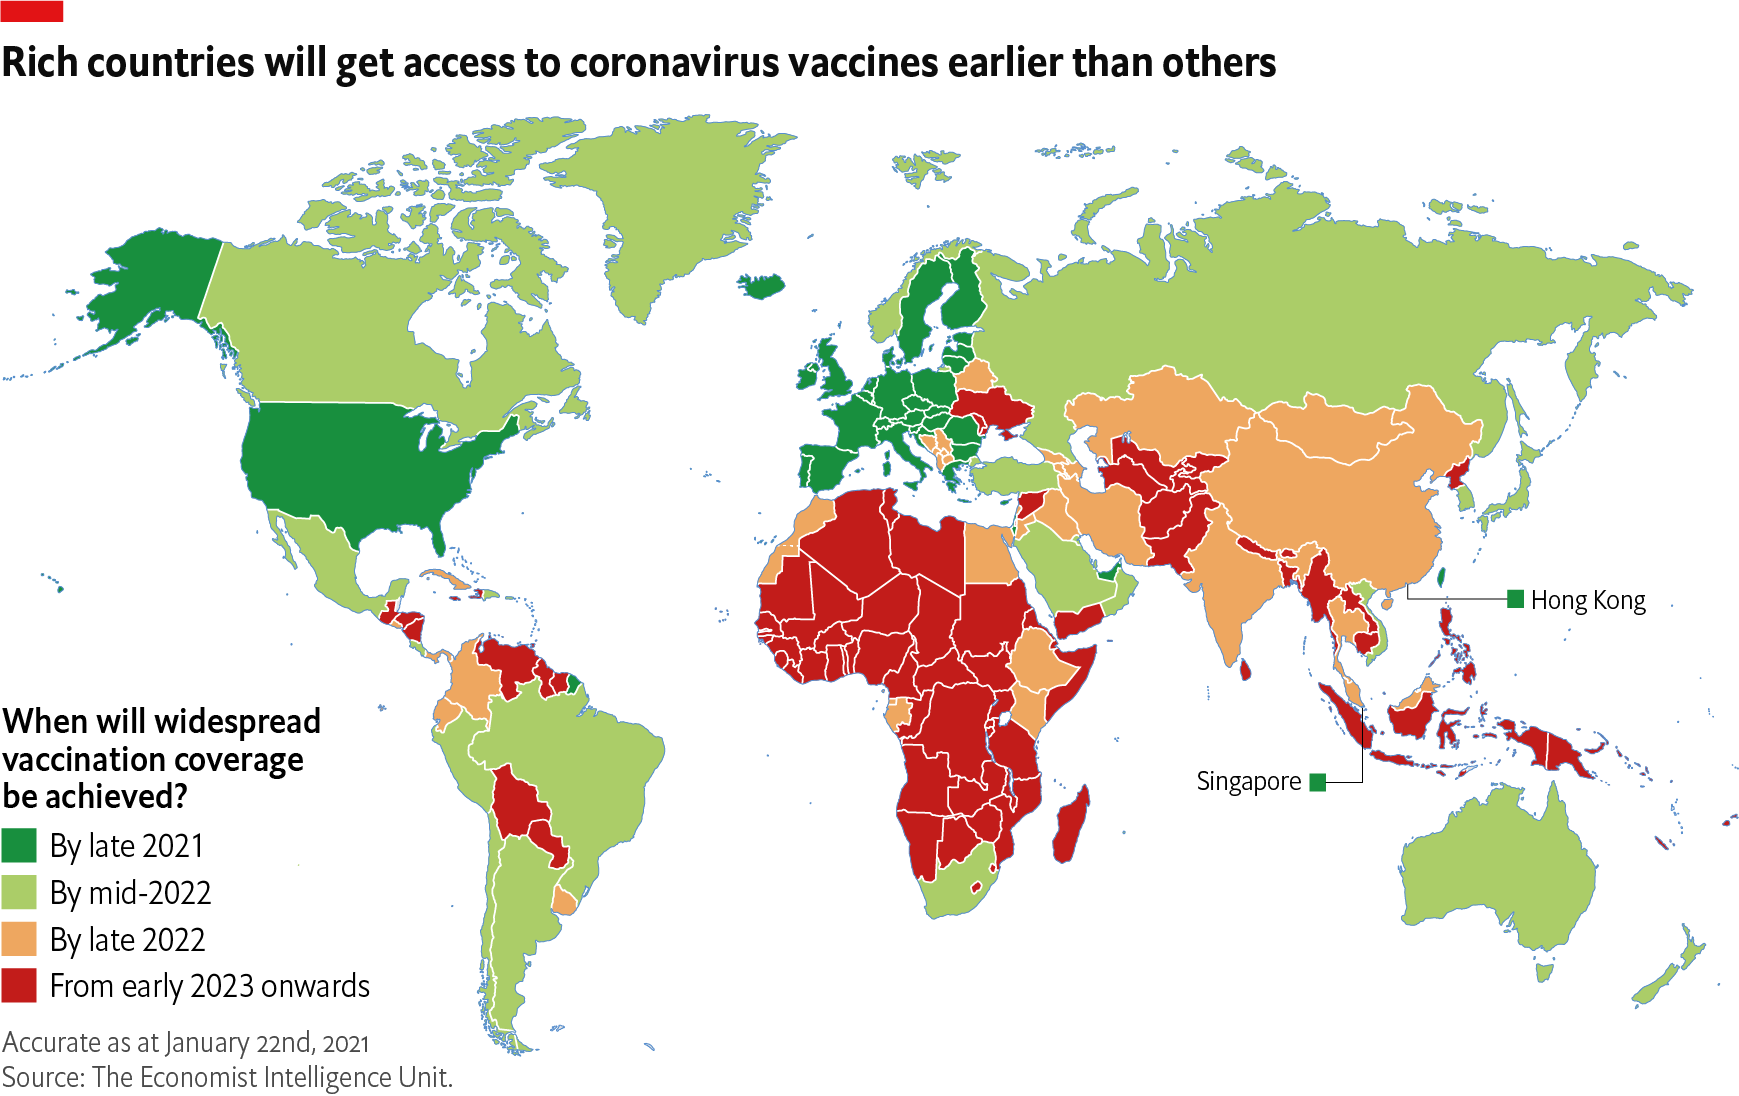 Rich countries will get access to coronavirus vaccines earlier than others
Hong Kong
Singapore
When will widespread
vaccination coverage
be achieved?
By late 2021
By mid-2022
By late 2022
From early 2023 onwards
Accurate as at January 22nd, 2021
Source: The Economist Intelligence Unit.